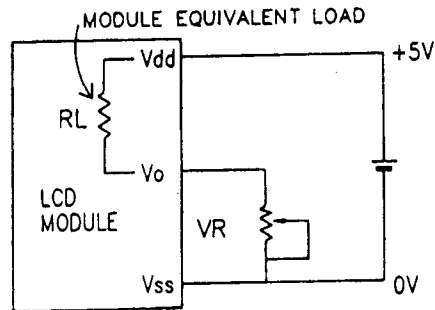 MODULE EQUIVALENT LOAD
Vdd
+5V
RL
Vo
LCD
MODULE
VR
Vss
0V